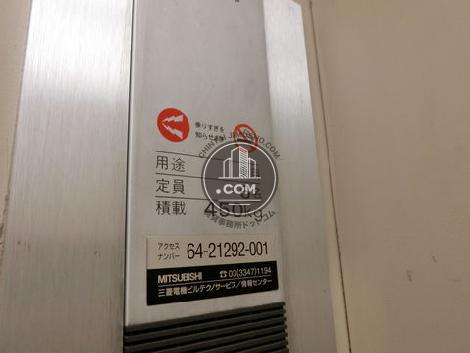 乗りすぎを
知らせます
用途
定員
積載 450kg
CHINTAI JIMUSHO.COM
.COM
賃貸事務所ドットコム
アクセス
ナンバー 64-21292-001
MITSUBISHI ☎ 03(3347)1194
三菱電機ビルテクノサービス/情報センター